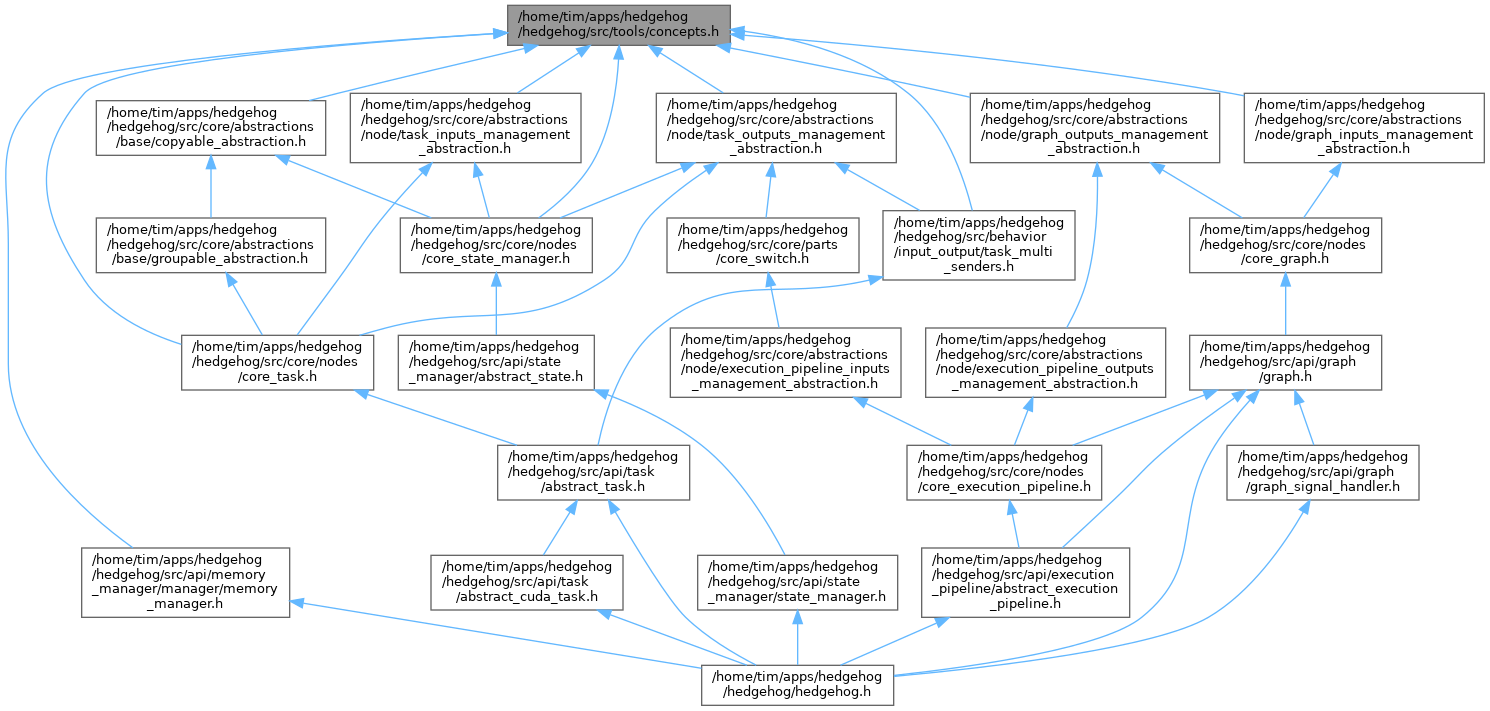 /home/tim/apps/hedgehog
/hedgehog/src/tools/concepts.h
/home/tim/apps/hedgehog
/hedgehog/src/core/abstractions
/base/copyable_abstraction.h
/home/tim/apps/hedgehog
/hedgehog/src/core/abstractions
/node/task_inputs_management
_abstraction.h
/home/tim/apps/hedgehog
/hedgehog/src/core/abstractions
/node/task_outputs_management
_abstraction.h
/home/tim/apps/hedgehog
/hedgehog/src/core/abstractions
/node/graph_outputs_management
_abstraction.h
/home/tim/apps/hedgehog
/hedgehog/src/core/abstractions
/node/graph_inputs_management
_abstraction.h
/home/tim/apps/hedgehog
/hedgehog/src/core/abstractions
/base/groupable_abstraction.h
/home/tim/apps/hedgehog
/hedgehog/src/core/nodes
/core_state_manager.h
/home/tim/apps/hedgehog
/hedgehog/src/core/parts
/core_switch.h
/home/tim/apps/hedgehog
/hedgehog/src/behavior
/input_output/task_multi
_senders.h
/home/tim/apps/hedgehog
/hedgehog/src/core/nodes
/core_graph.h
/home/tim/apps/hedgehog
/hedgehog/src/core/nodes
/core_task.h
/home/tim/apps/hedgehog
/hedgehog/src/api/state
_manager/abstract_state.h
/home/tim/apps/hedgehog
/hedgehog/src/core/abstractions
/node/execution_pipeline_inputs
_management_abstraction.h
/home/tim/apps/hedgehog
/hedgehog/src/core/abstractions
/node/execution_pipeline_outputs
_management_abstraction.h
/home/tim/apps/hedgehog
/hedgehog/src/api/graph
/graph.h
/home/tim/apps/hedgehog
/hedgehog/src/api/task
/abstract_task.h
/home/tim/apps/hedgehog
/hedgehog/src/core/nodes
/core_execution_pipeline.h
/home/tim/apps/hedgehog
/hedgehog/src/api/graph
/graph_signal_handler.h
/home/tim/apps/hedgehog
/hedgehog/src/api/memory
_manager/manager/memory
_manager.h
/home/tim/apps/hedgehog
/hedgehog/src/api/task
/abstract_cuda_task.h
/home/tim/apps/hedgehog
/hedgehog/src/api/state
_manager/state_manager.h
/home/tim/apps/hedgehog
/hedgehog/src/api/execution
_pipeline/abstract_execution
_pipeline.h
/home/tim/apps/hedgehog
/hedgehog/hedgehog.h